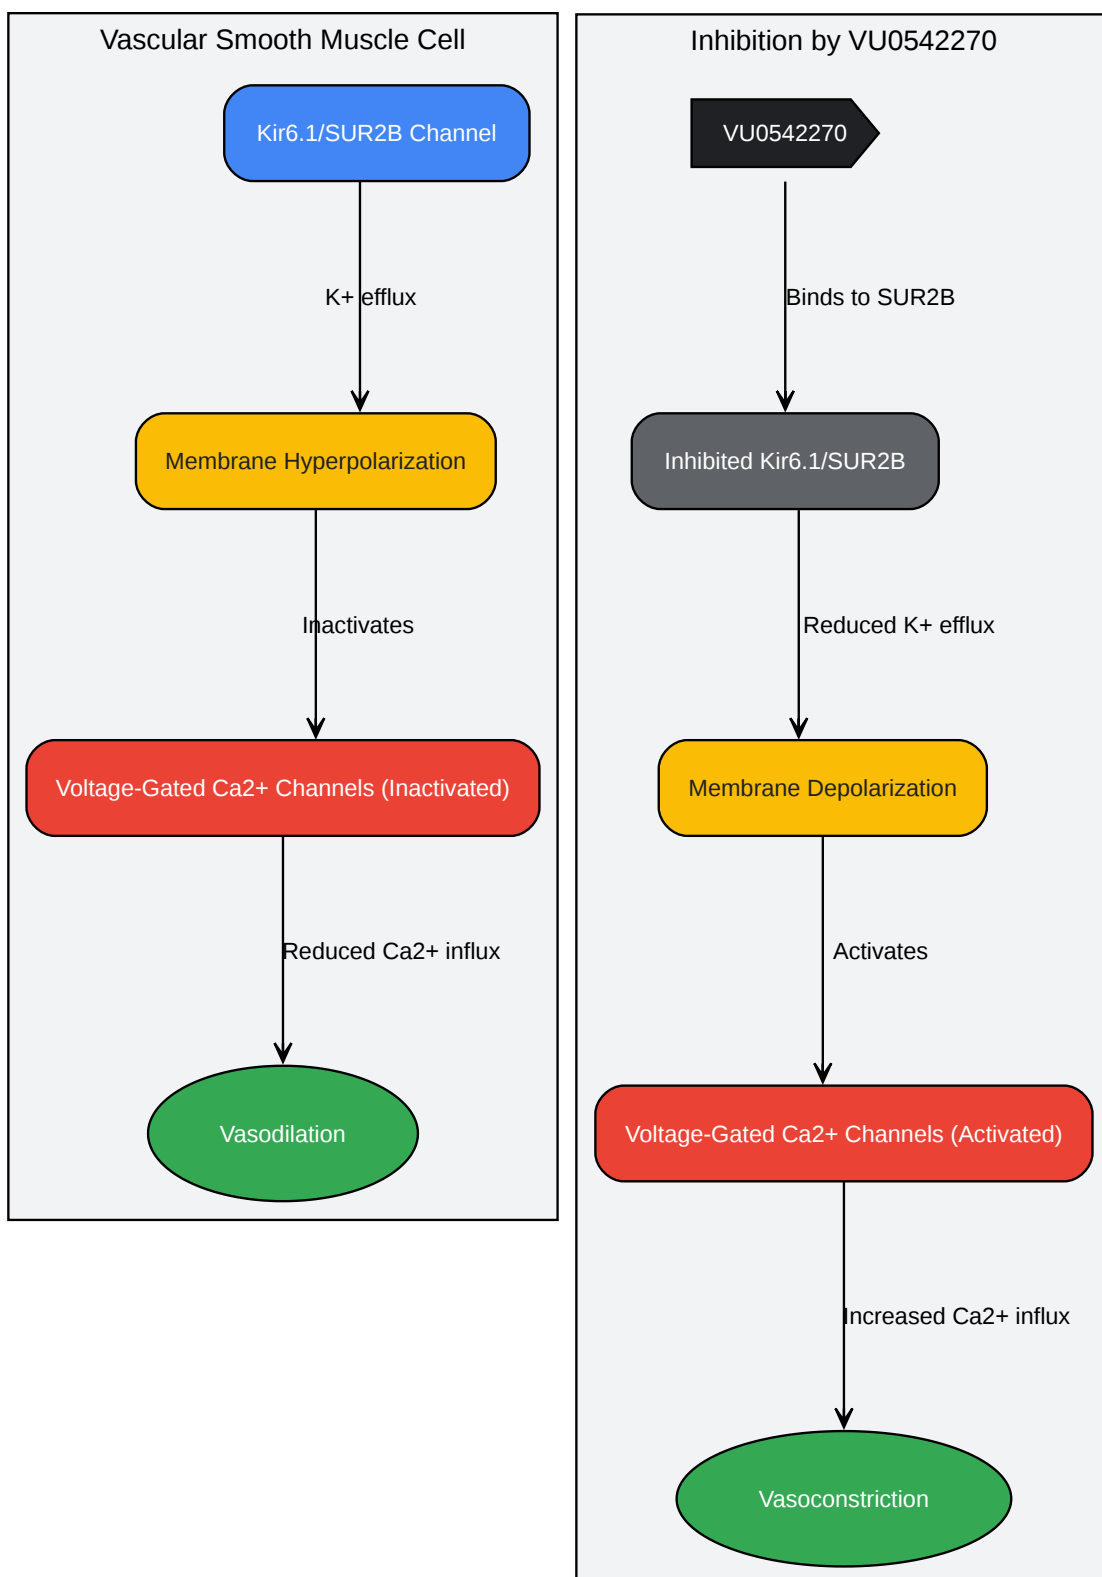 Vascular Smooth Muscle Cell
Kir6.1/SUR2B Channel
K+ efflux
Membrane Hyperpolarization
Inactivates
Voltage-Gated Ca2+ Channels (Inactivated)
Reduced Ca2+ influx
Vasodilation
Inhibition by VU0542270
VU0542270
Binds to SUR2B
Inhibited Kir6.1/SUR2B
Reduced K+ efflux
Membrane Depolarization
Activates
Voltage-Gated Ca2+ Channels (Activated)
Increased Ca2+ influx
Vasoconstriction